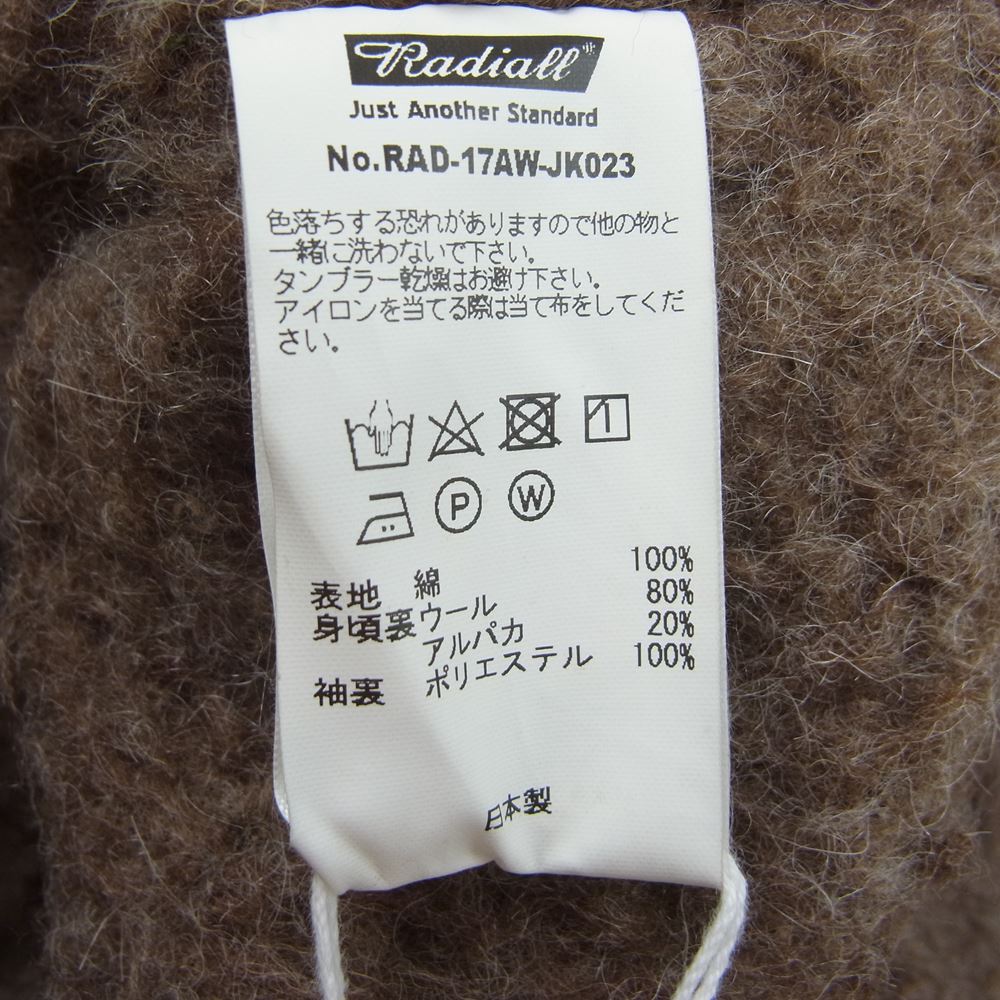 Radiall
Just Another Standard
No.RAD-17AW-JK023
色落ちする恐れがありますので他の物と
一緒に洗わないで下さい。
タンブラー乾燥はお避け下さい。
アイロンを当てる際は当て布をしてくだ
さい。
P W
表地 綿 100%
身頃裏 ウール 80%
アルパカ 20%
袖裏 ポリエステル 100%
日本製